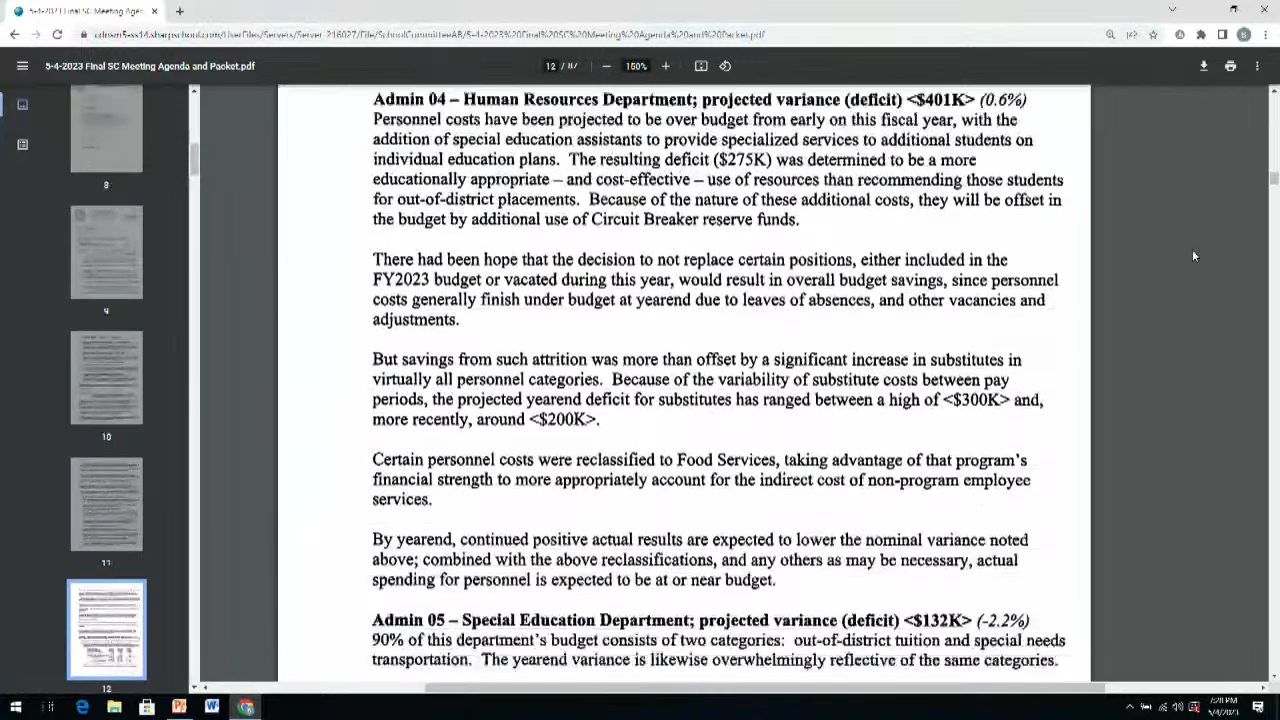 5-4-2023 Final SC Meeting Agen
5-4-2023 Final SC Meeting Agenda and Packet.pdf
12 / 87
150%
Admin 04 – Human Resources Department; projected variance (deficit) <$401K> (0.6%)
Personnel costs have been projected to be over budget from early on this fiscal year, with the
addition of special education assistants to provide specialized services to additional students on
individual education plans. The resulting deficit ($275K) was determined to be a more
educationally appropriate – and cost-effective – use of resources than recommending those students
for out-of-district placements. Because of the nature of these additional costs, they will be offset in
the budget by additional use of Circuit Breaker reserve funds.
There had been hope that the decision to not replace certain positions, either included in the
FY2023 budget or vacated during this year, would result in overall budget savings, since personnel
costs generally finish under budget at yearend due to leaves of absences, and other vacancies and
adjustments.
But savings from such attrition was more than offset by a significant increase in substitutes in
virtually all personnel categories. Because of the variability of substitute costs between pay
periods, the projected yearend deficit for substitutes has ranged between a high of <$300K> and,
more recently, around <$200K>.
Certain personnel costs were reclassified to Food Services, taking advantage of that program's
financial strength to more appropriately account for the indirect cost of non-program employee
services.
By yearend, continued positive actual results are expected to lower the nominal variance noted
above; combined with the above reclassifications, and any others as may be necessary, actual
spending for personnel is expected to be at or near budget.
Admin 05 – Special Education Department; projected variance (deficit) <$132K> (-2.2%)
90% of this department's budget consists of two categories: out-of-district tuition and special needs
transportation. The yearend variance is likewise overwhelmingly reflective of the same categories.
8
9
10
11
12
5/4/2023